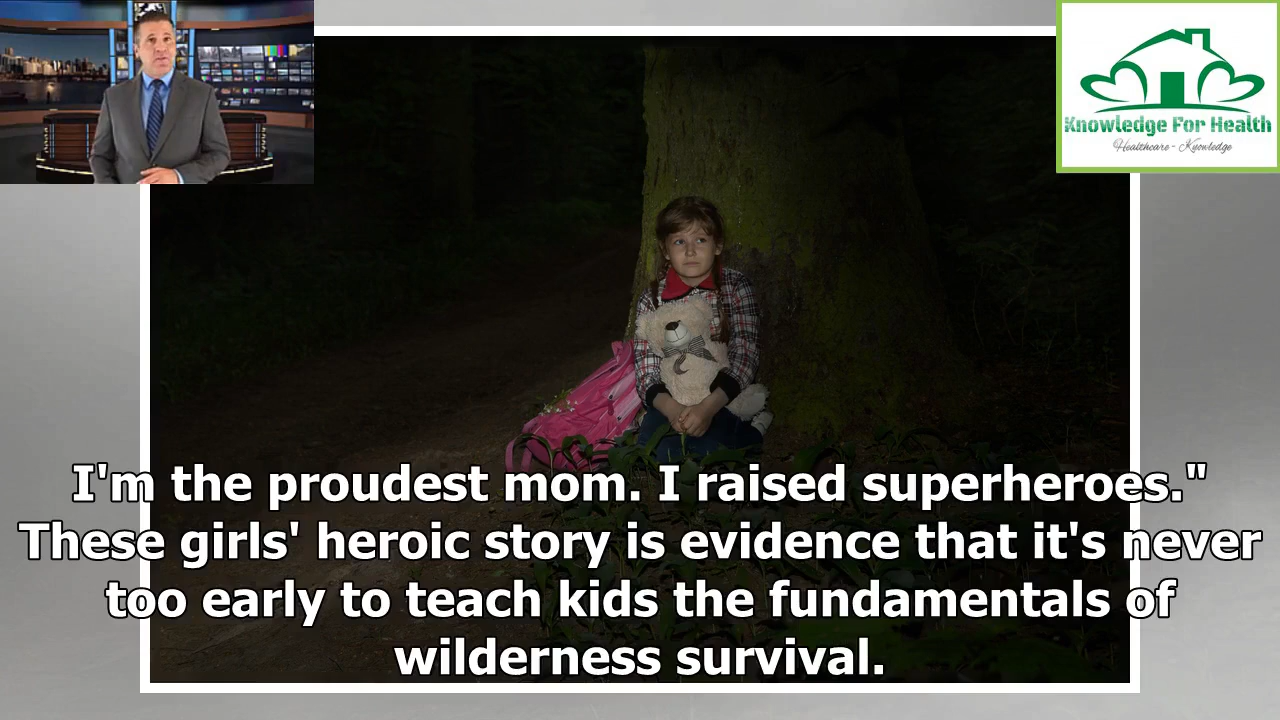 Knowledge For Health
Healthcare - Knowledge
I'm the proudest mom. I raised superheroes."
These girls' heroic story is evidence that it's never
too early to teach kids the fundamentals of
wilderness survival.